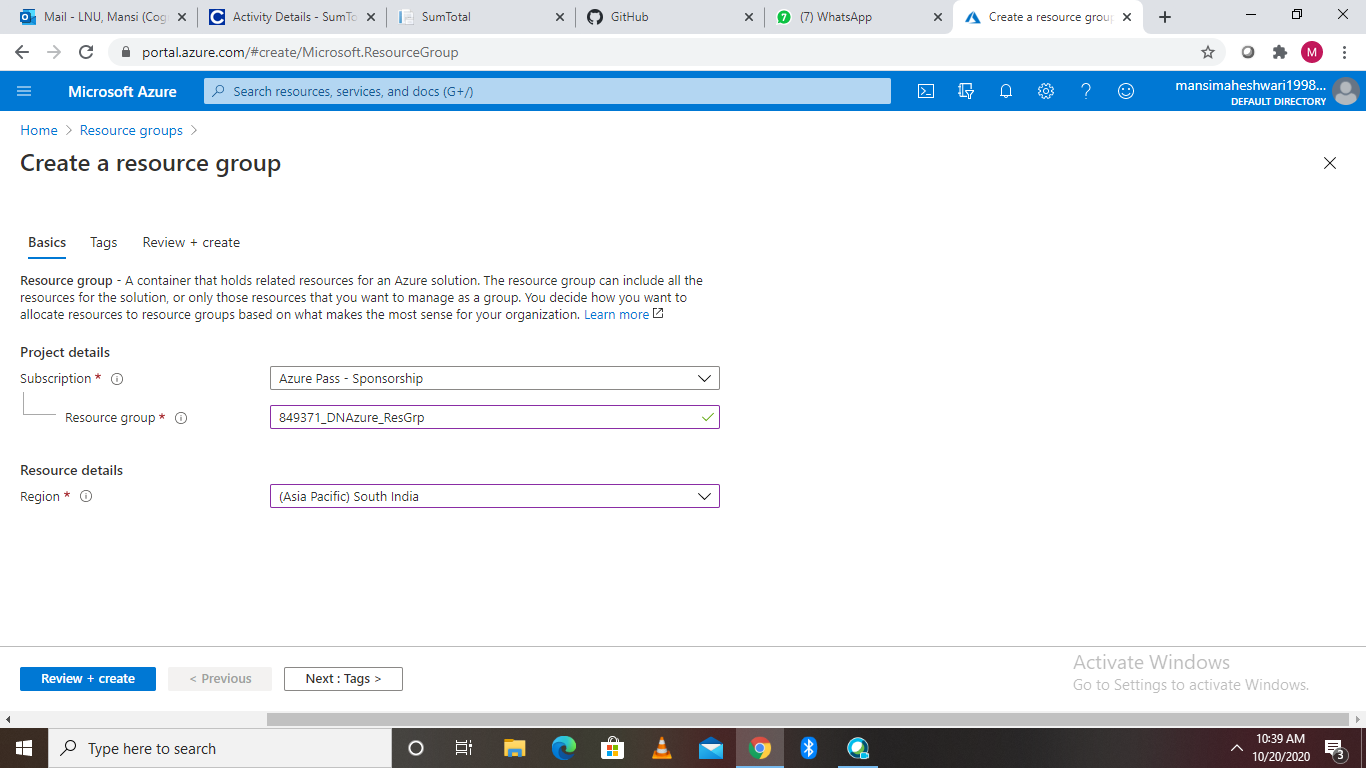 Mail - LNU, Mansi (Cog
Activity Details - SumTo
SumTotal
GitHub
(7) WhatsApp
Create a resource group
portal.azure.com/#create/Microsoft.ResourceGroup
M
Microsoft Azure
Search resources, services, and docs (G+/)
mansimaheshwari1998...
DEFAULT DIRECTORY
Home > Resource groups >
Create a resource group
Basics Tags Review + create
Resource group - A container that holds related resources for an Azure solution. The resource group can include all the
resources for the solution, or only those resources that you want to manage as a group. You decide how you want to
allocate resources to resource groups based on what makes the most sense for your organization. Learn more
Project details
Subscription * Azure Pass - Sponsorship
Resource group * 849371_DNAzure_ResGrp
Resource details
Region * (Asia Pacific) South India
Review + create < Previous Next : Tags >
Activate Windows
Go to Settings to activate Windows.
Type here to search
10:39 AM
10/20/2020
3